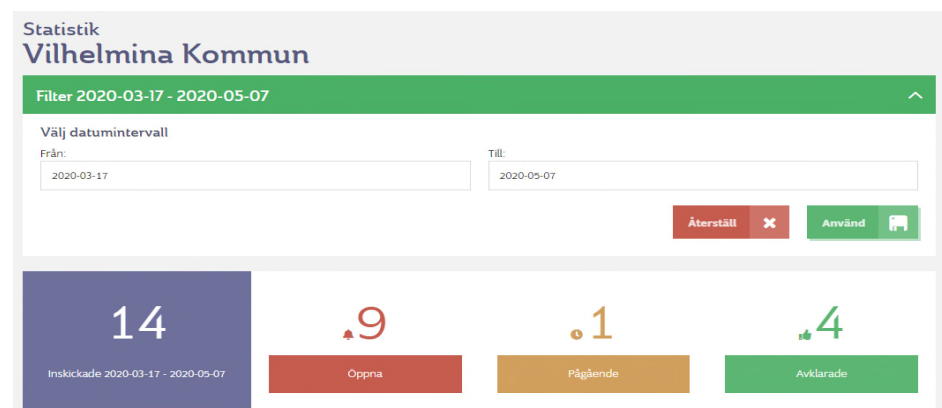 Statistik
Vilhelmina Kommun
Filter 2020-03-17 - 2020-05-07
Välj datumintervall
Från:
Till:
2020-03-17
2020-05-07
Återställ
Använd
14
9
1
4
Inskickade 2020-03-17 - 2020-05-07
Öppna
Pågående
Avklarade